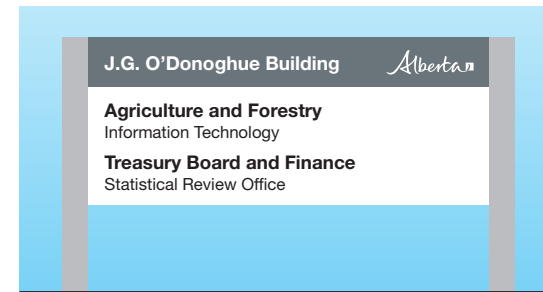 J.G. O’Donoghue Building Alberta
Agriculture and Forestry
Information Technology
Treasury Board and Finance
Statistical Review Office